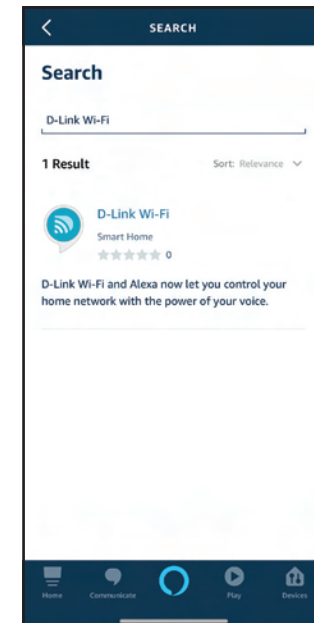 SEARCH
Search
D-Link Wi-Fi
1 Result Sort: Relevance
D-Link Wi-Fi
Smart Home
0
D-Link Wi-Fi and Alexa now let you control your
home network with the power of your voice.
Home Communicate Play Devices